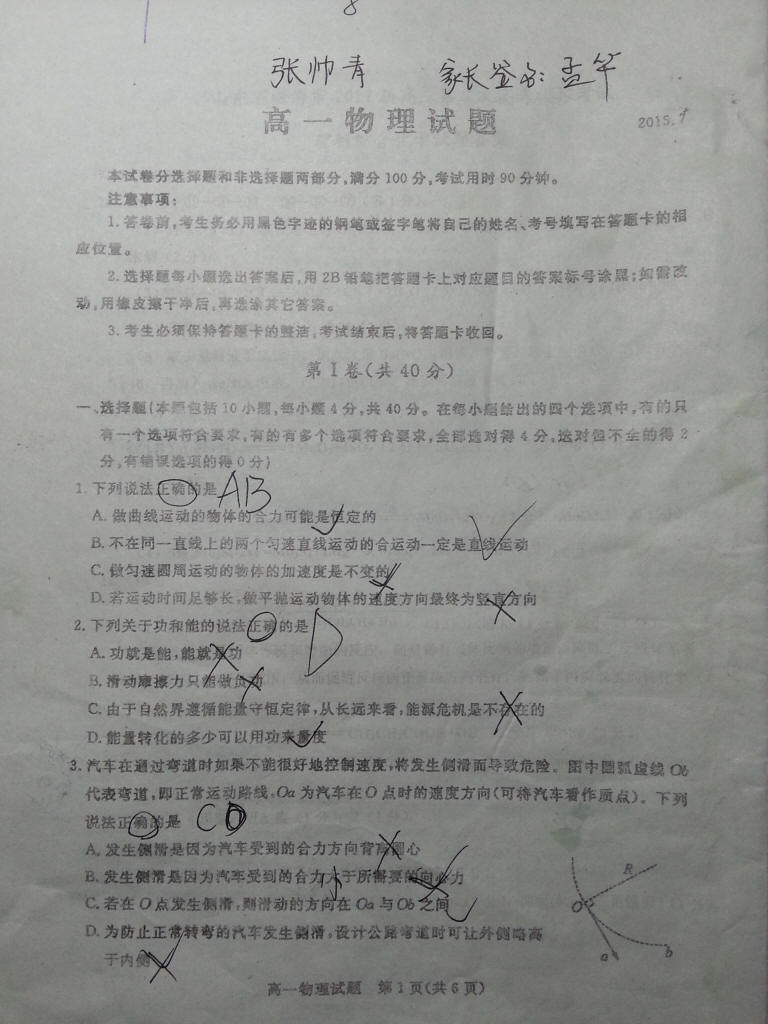 8
张帅青 家长签名:孟竿
高一物理试题
2015.4
本试卷分选择题和非选择题两部分,满分100分,考试用时90分钟。
注意事项:
1.答卷前,考生务必用黑色字迹的钢笔或签字笔将自己的姓名、考号填写在答题卡的相
应位置。
2.选择题每小题选出答案后,用2B铅笔把答题卡上对应题目的答案标号涂黑;如需改
动,用橡皮擦干净后,再选涂其它答案。
3.考生必须保持答题卡的整洁,考试结束后,将答题卡收回。
第Ⅰ卷(共40分)
一、选择题(本题包括10小题,每小题4分,共40分。在每小题给出的四个选项中,有的只
有一个选项符合要求,有的有多个选项符合要求,全部选对得4分,选对但不全的得2
分,有错误选项的得0分)
1.下列说法正确的是 AB
A.做曲线运动的物体的合力可能是恒定的
B.不在同一直线上的两个匀速直线运动的合运动一定是直线运动
C.做匀速圆周运动的物体的加速度是不变的
D.若运动时间足够长,做平抛运动物体的速度方向最终为竖直方向
2.下列关于功和能的说法正确的是 D
A.功就是能,能就是功
B.滑动摩擦力只能做负功
C.由于自然界遵循能量守恒定律,从长远来看,能源危机是不存在的
D.能量转化的多少可以用功来量度
3.汽车在通过弯道时如果不能很好地控制速度,将发生侧滑而导致危险。图中圆弧虚线Ob
代表弯道,即正常运动路线,Oa为汽车在O点时的速度方向(可将汽车看作质点)。下列
说法正确的是 C
A.发生侧滑是因为汽车受到的合力方向背离圆心
B.发生侧滑是因为汽车受到的合力大于所需要的向心力
小
C.若在O点发生侧滑,则滑动的方向在Oa与Ob之间
D.为防止正常转弯的汽车发生侧滑,设计公路弯道时可让外侧略高
于内侧
R
O
a
b
高一物理试题 第1页(共6页)